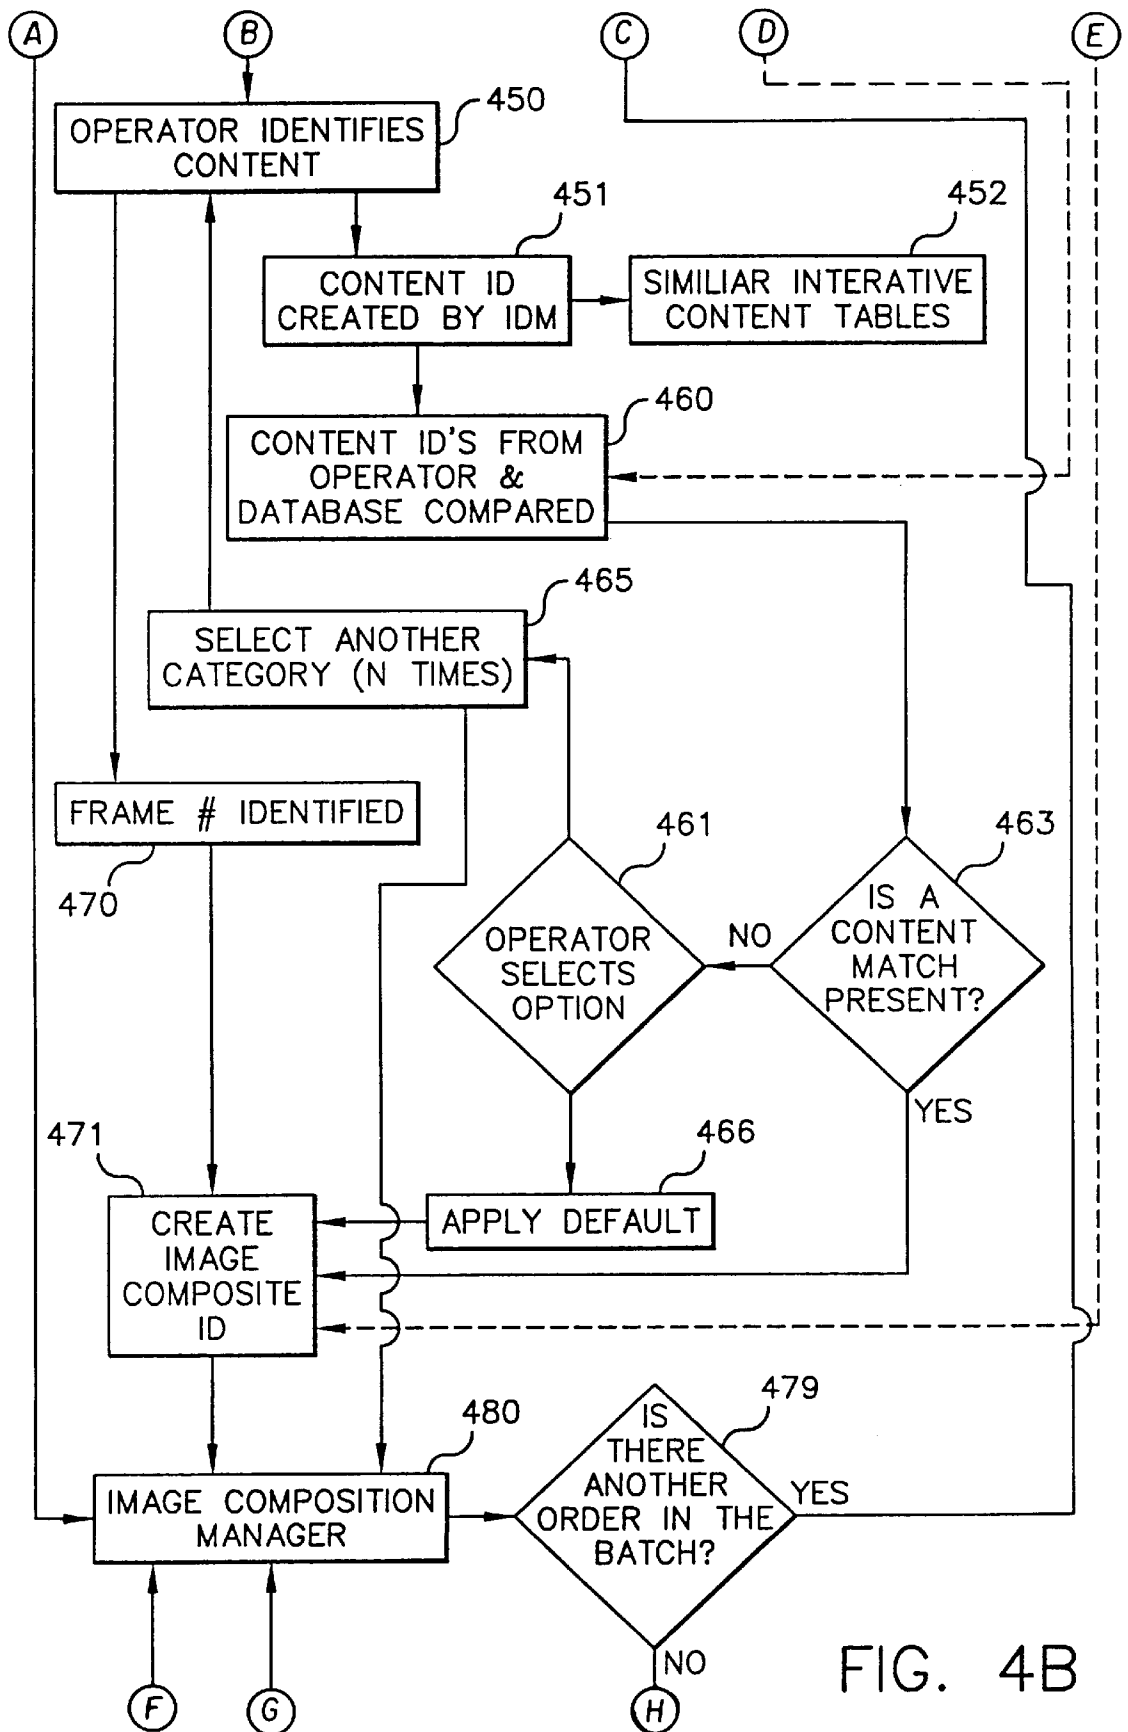 A
B
C
D
E
450
OPERATOR IDENTIFIES
CONTENT
451
452
CONTENT ID
CREATED BY IDM
SIMILIAR INTERATIVE
CONTENT TABLES
460
CONTENT ID'S FROM
OPERATOR &
DATABASE COMPARED
465
SELECT ANOTHER
CATEGORY (N TIMES)
FRAME # IDENTIFIED
470
461
463
OPERATOR
SELECTS
OPTION
NO
IS A
CONTENT
MATCH
PRESENT?
YES
471
466
CREATE
IMAGE
COMPOSITE
ID
APPLY DEFAULT
480
479
IMAGE COMPOSITION
MANAGER
IS
THERE
ANOTHER
ORDER IN THE
BATCH?
YES
NO
F
G
H
FIG. 4B